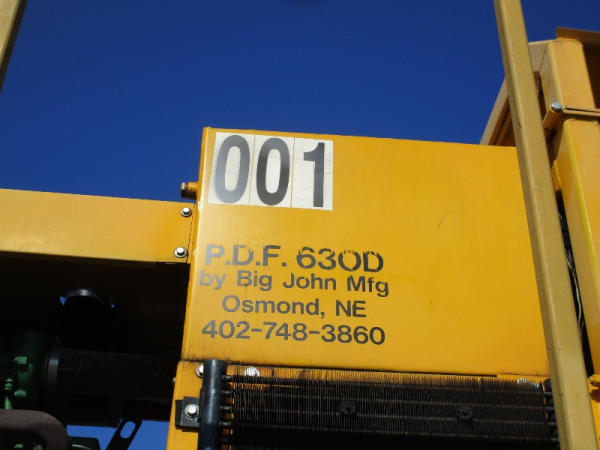 001
P.D.F. 630D
by Big John Mfg
Osmond, NE
402-748-3860